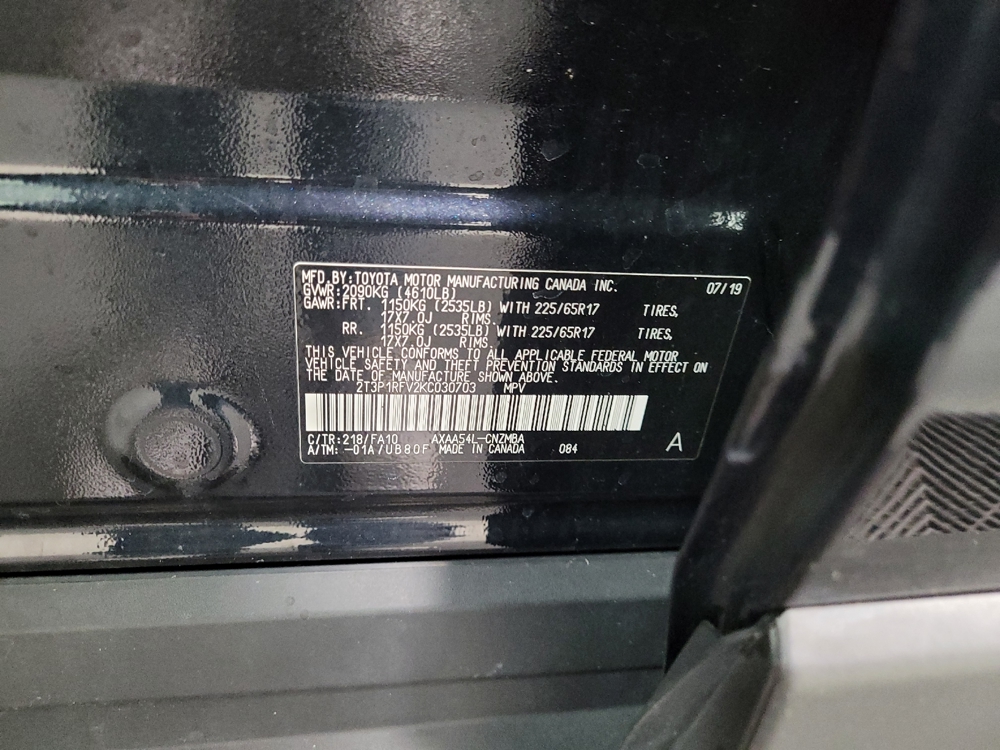 MFD. BY: TOYOTA MOTOR MANUFACTURING CANADA INC. 07/19
GVWR: 2090KG (4610LB)
GAWR: FRT. 1150KG (2535LB) WITH 225/65R17 TIRES,
17X7.0J RIMS.
RR. 1150KG (2535LB) WITH 225/65R17 TIRES,
17X7.0J RIMS.
THIS VEHICLE CONFORMS TO ALL APPLICABLE FEDERAL MOTOR
VEHICLE SAFETY AND THEFT PREVENTION STANDARDS IN EFFECT ON
THE DATE OF MANUFACTURE SHOWN ABOVE.
2T3P1RFV2KC030703 MPV
C/TR: 218/FA10 AXAA54L-CNZMBA
A/TM: -01A/UB80F MADE IN CANADA 084 A